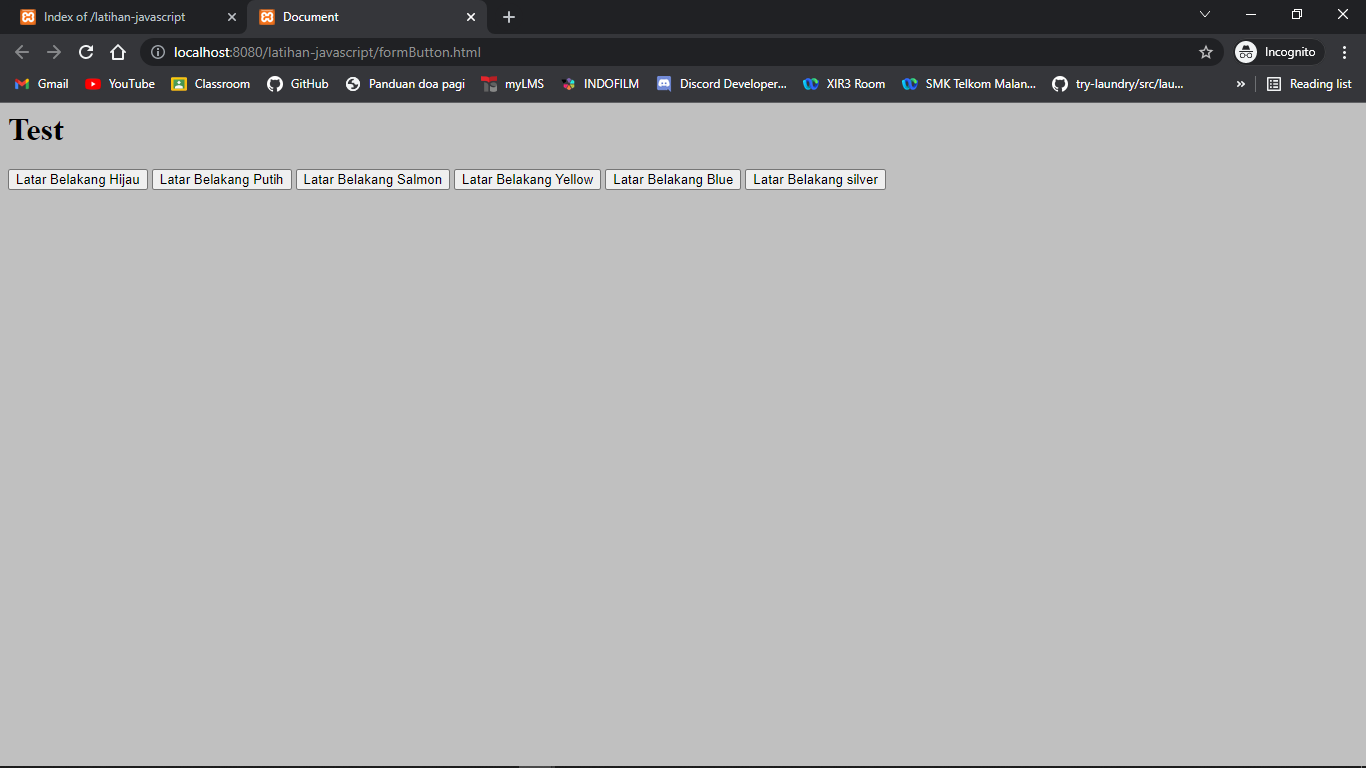 Index of /latihan-javascript Document
localhost:8080/latihan-javascript/formButton.html Incognito
Gmail YouTube Classroom GitHub Panduan doa pagi myLMS INDOFILM Discord Developer... XIR3 Room SMK Telkom Malan... try-laundry/src/lau... » Reading list
Test
Latar Belakang Hijau Latar Belakang Putih Latar Belakang Salmon Latar Belakang Yellow Latar Belakang Blue Latar Belakang silver